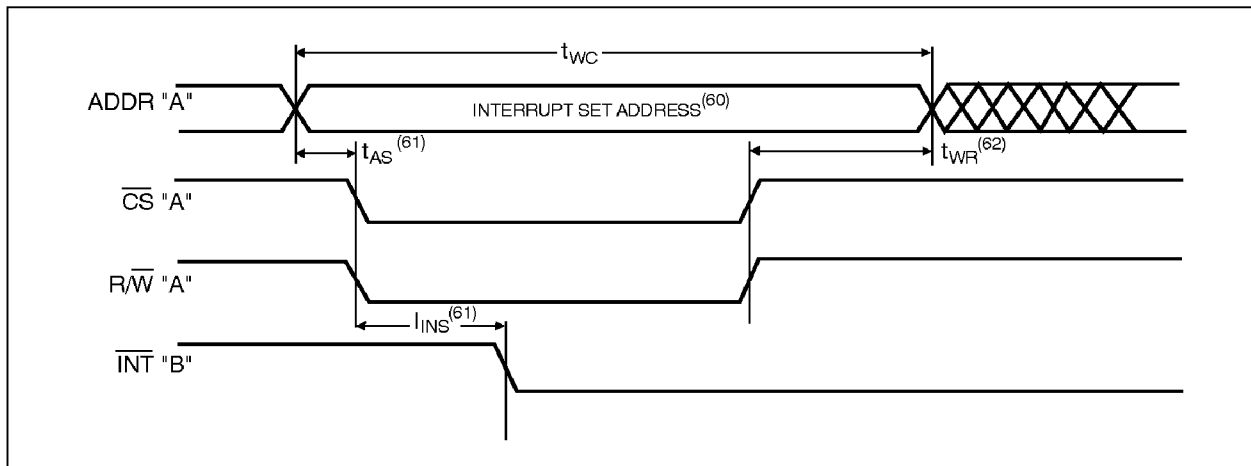 tWC
ADDR "A"
INTERRUPT SET ADDRESS(60)
tAS(61)
tWR(62)
CS "A"
R/W "A"
IINS(61)
INT "B"